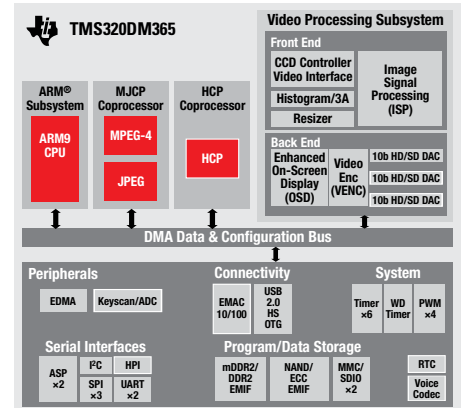 TMS320DM365
Video Processing Subsystem
Front End
CCD Controller
Video Interface
Histogram/3A
Resizer
Image
Signal
Processing
(ISP)
Back End
Enhanced
On-Screen
Display
(OSD)
Video
Enc
(VENC)
10b HD/SD DAC
10b HD/SD DAC
10b HD/SD DAC
ARM®
Subsystem
ARM9
CPU
MJCP
Coprocessor
MPEG-4
JPEG
HCP
Coprocessor
HCP
DMA Data & Configuration Bus
Peripherals
EDMA
Keyscan/ADC
Connectivity
EMAC
10/100
USB
2.0
HS
OTG
System
Timer
×6
WD
Timer
PWM
×4
Serial Interfaces
ASP
×2
I²C
HPI
SPI
×3
UART
×2
Program/Data Storage
mDDR2/
DDR2
EMIF
NAND/
ECC
EMIF
MMC/
SDIO
×2
RTC
Voice
Codec